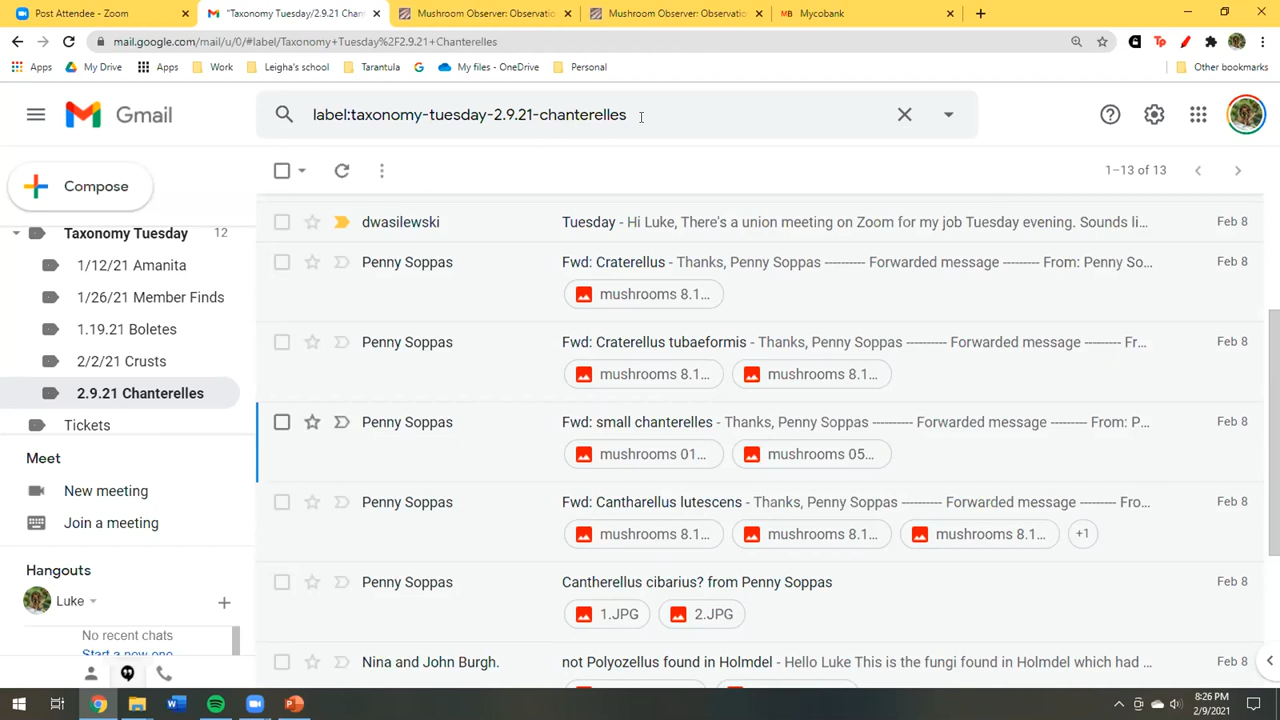 Post Attendee - Zoom
"Taxonomy Tuesday/2.9.21 Chant
Mushroom Observer: Observatio
Mushroom Observer: Observatio
MB Mycobank
mail.google.com/mail/u/0/#label/Taxonomy+Tuesday%2F2.9.21+Chanterelles
Apps My Drive Apps Work Leigha's school Tarantula My files - OneDrive Personal Other bookmarks
Gmail
label:taxonomy-tuesday-2.9.21-chanterelles
1–13 of 13
Compose
Taxonomy Tuesday 12
1/12/21 Amanita
1/26/21 Member Finds
1.19.21 Boletes
2/2/21 Crusts
2.9.21 Chanterelles
Tickets
Meet
New meeting
Join a meeting
Hangouts
Luke
No recent chats
Start a new one
dwasilewski Tuesday - Hi Luke, There's a union meeting on Zoom for my job Tuesday evening. Sounds li... Feb 8
Penny Soppas Fwd: Craterellus - Thanks, Penny Soppas ---------- Forwarded message --------- From: Penny So... Feb 8
mushrooms 8.1...
Penny Soppas Fwd: Craterellus tubaeformis - Thanks, Penny Soppas ---------- Forwarded message --------- Fr... Feb 8
mushrooms 8.1... mushrooms 8.1...
Penny Soppas Fwd: small chanterelles - Thanks, Penny Soppas ---------- Forwarded message --------- From: P... Feb 8
mushrooms 01... mushrooms 05...
Penny Soppas Fwd: Cantharellus lutescens - Thanks, Penny Soppas ---------- Forwarded message --------- Fro... Feb 8
mushrooms 8.1... mushrooms 8.1... mushrooms 8.1... +1
Penny Soppas Cantherellus cibarius? from Penny Soppas Feb 8
1.JPG 2.JPG
Nina and John Burgh. not Polyozellus found in Holmdel - Hello Luke This is the fungi found in Holmdel which had ... Feb 8
8:26 PM
2/9/2021